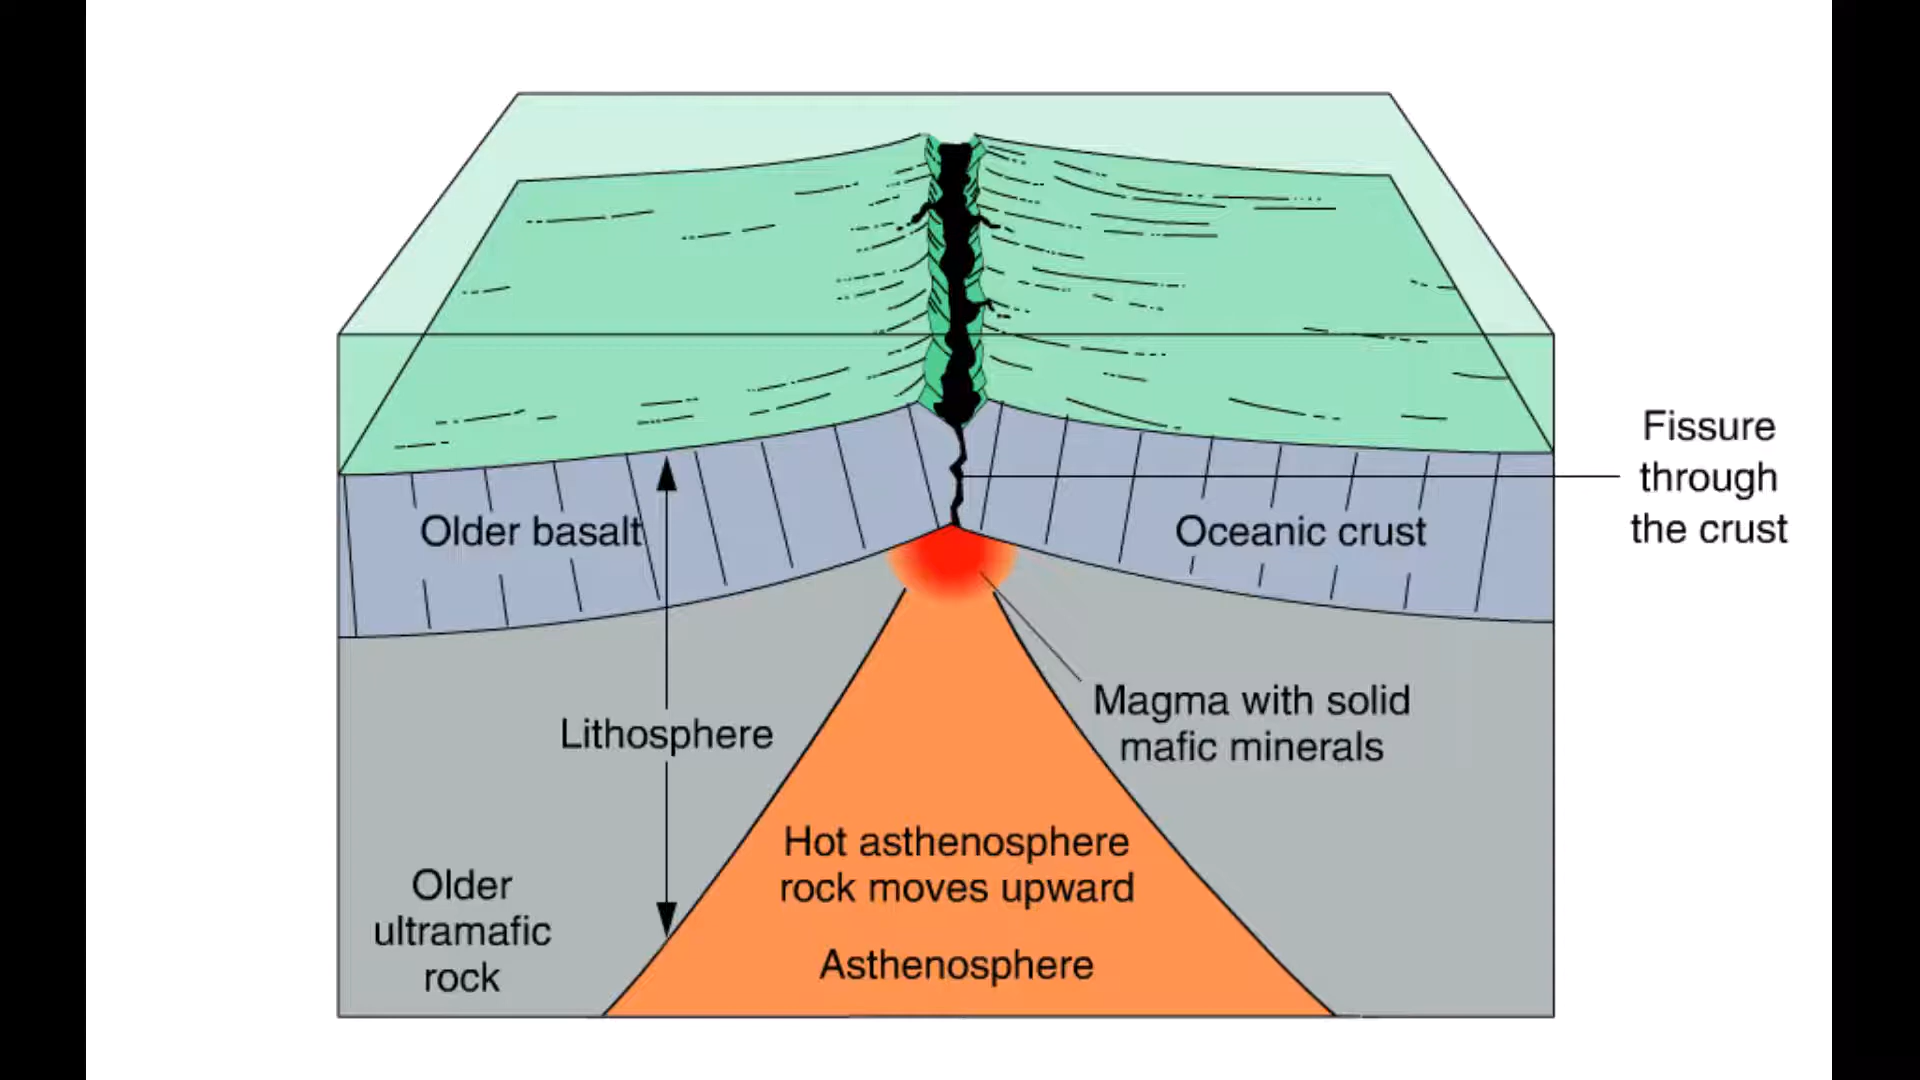 Fissure
through
the crust
Older basalt
Oceanic crust
Magma with solid
mafic minerals
Lithosphere
Hot asthenosphere
rock moves upward
Older
ultramafic
rock
Asthenosphere